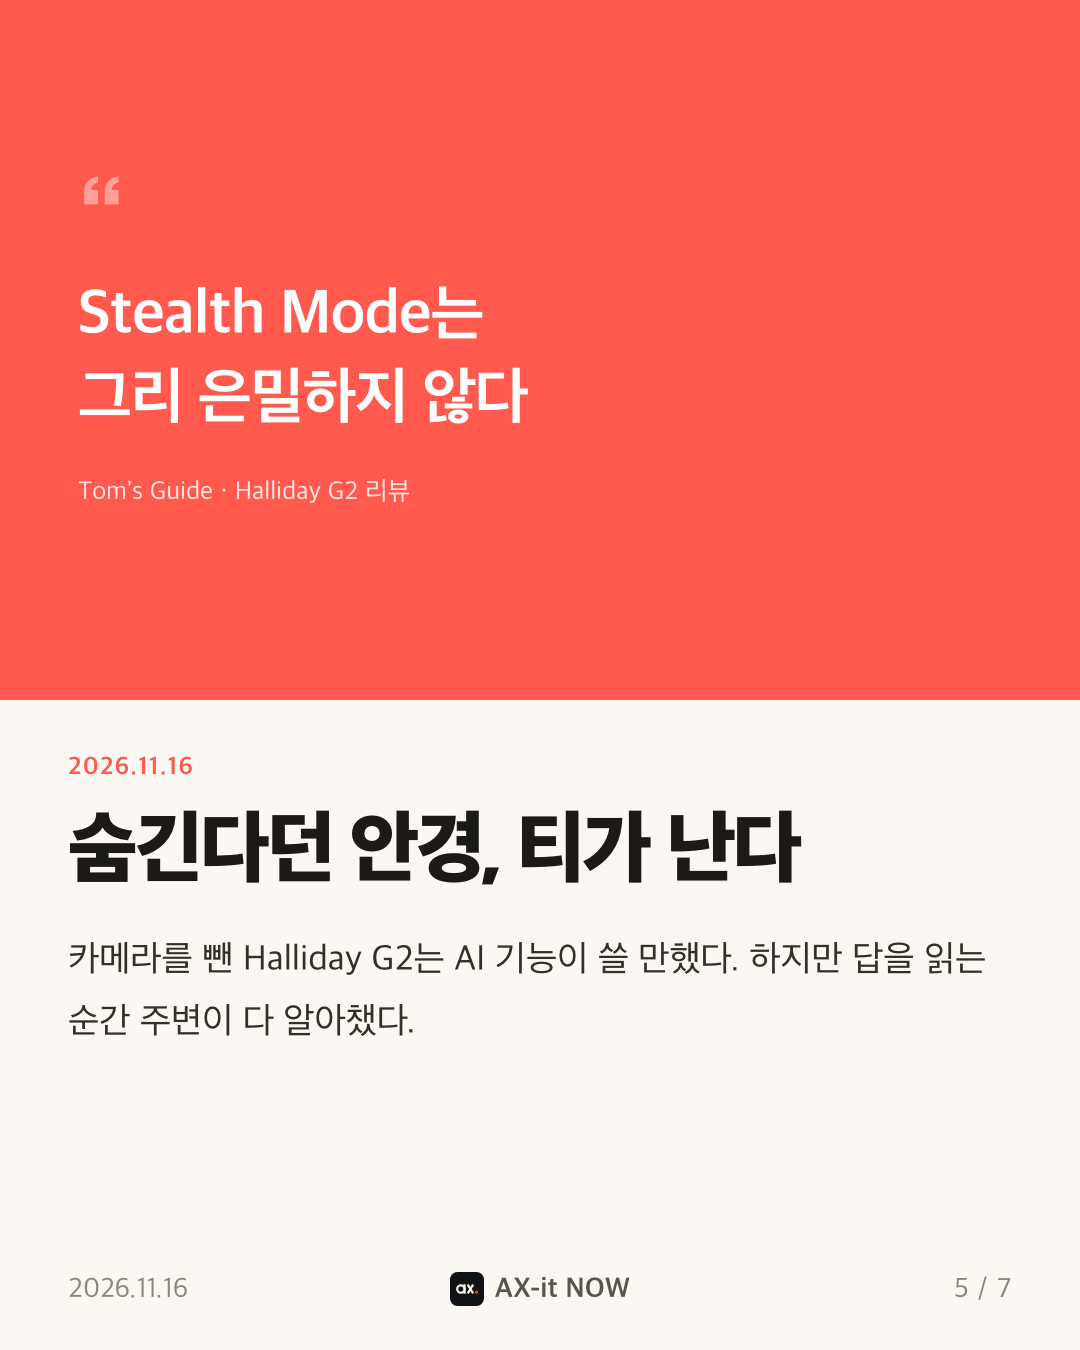 “
Stealth Mode는
그리 은밀하지 않다
Tom's Guide · Halliday G2 리뷰
2026.11.16
숨긴다던 안경, 티가 난다
카메라를 뺀 Halliday G2는 AI 기능이 쓸 만했다. 하지만 답을 읽는
순간 주변이 다 알아챘다.
2026.11.16
ax. AX-it NOW
5 / 7